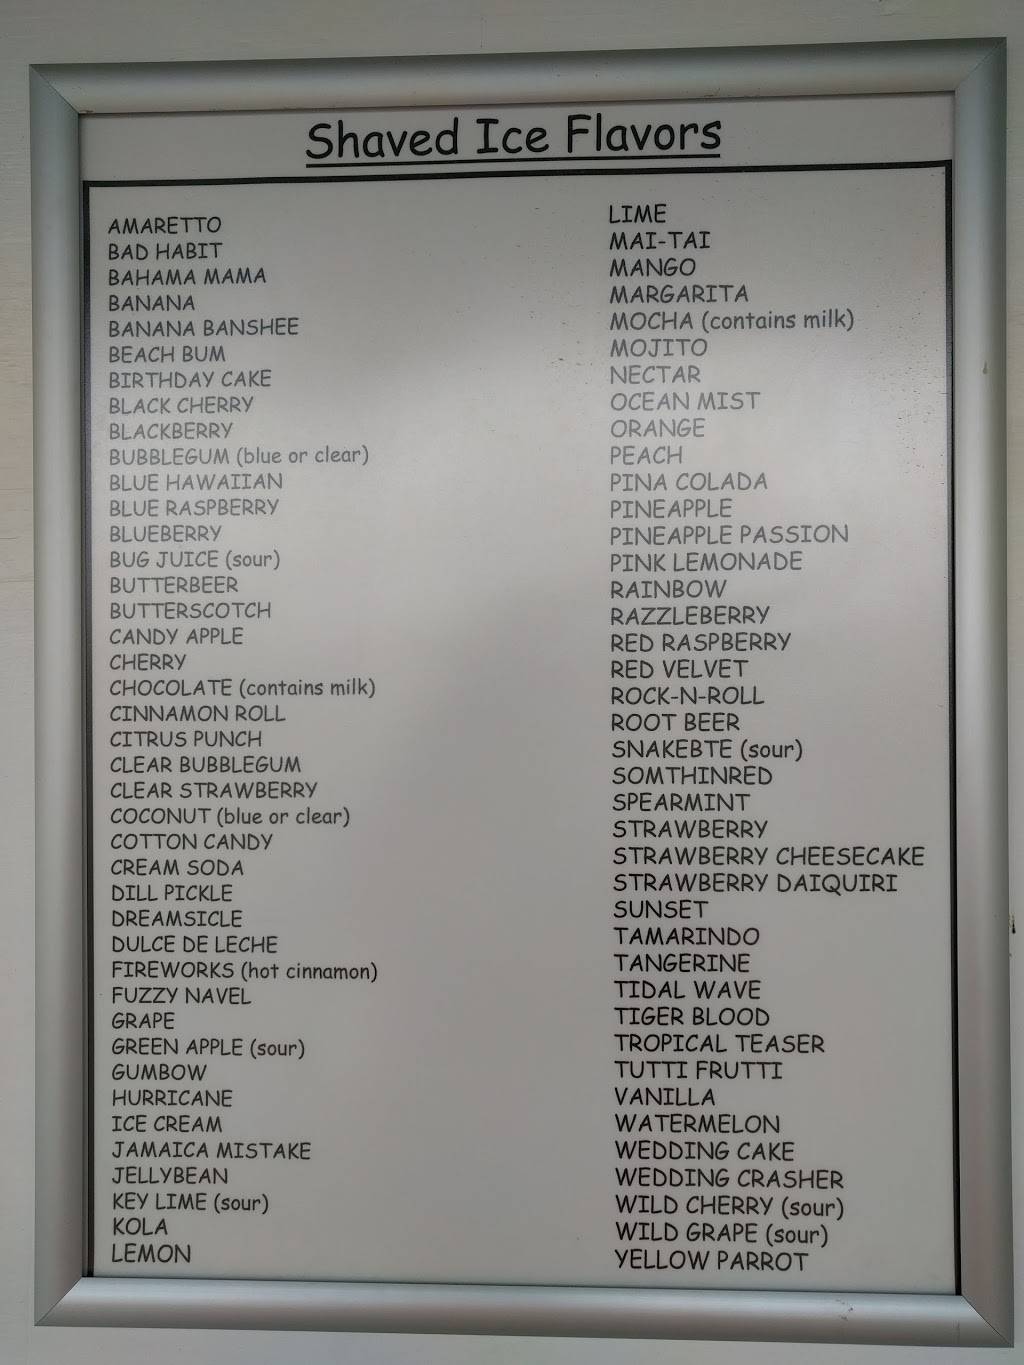 Shaved Ice Flavors
AMARETTO
BAD HABIT
BAHAMA MAMA
BANANA
BANANA BANSHEE
BEACH BUM
BIRTHDAY CAKE
BLACK CHERRY
BLACKBERRY
BUBBLEGUM (blue or clear)
BLUE HAWAIIAN
BLUE RASPBERRY
BLUEBERRY
BUG JUICE (sour)
BUTTERBEER
BUTTERSCOTCH
CANDY APPLE
CHERRY
CHOCOLATE (contains milk)
CINNAMON ROLL
CITRUS PUNCH
CLEAR BUBBLEGUM
CLEAR STRAWBERRY
COCONUT (blue or clear)
COTTON CANDY
CREAM SODA
DILL PICKLE
DREAMSICLE
DULCE DE LECHE
FIREWORKS (hot cinnamon)
FUZZY NAVEL
GRAPE
GREEN APPLE (sour)
GUMBOW
HURRICANE
ICE CREAM
JAMAICA MISTAKE
JELLYBEAN
KEY LIME (sour)
KOLA
LEMON
LIME
MAI-TAI
MANGO
MARGARITA
MOCHA (contains milk)
MOJITO
NECTAR
OCEAN MIST
ORANGE
PEACH
PINA COLADA
PINEAPPLE
PINEAPPLE PASSION
PINK LEMONADE
RAINBOW
RAZZLEBERRY
RED RASPBERRY
RED VELVET
ROCK-N-ROLL
ROOT BEER
SNAKEBTE (sour)
SOMTHINRED
SPEARMINT
STRAWBERRY
STRAWBERRY CHEESECAKE
STRAWBERRY DAIQUIRI
SUNSET
TAMARINDO
TANGERINE
TIDAL WAVE
TIGER BLOOD
TROPICAL TEASER
TUTTI FRUTTI
VANILLA
WATERMELON
WEDDING CAKE
WEDDING CRASHER
WILD CHERRY (sour)
WILD GRAPE (sour)
YELLOW PARROT